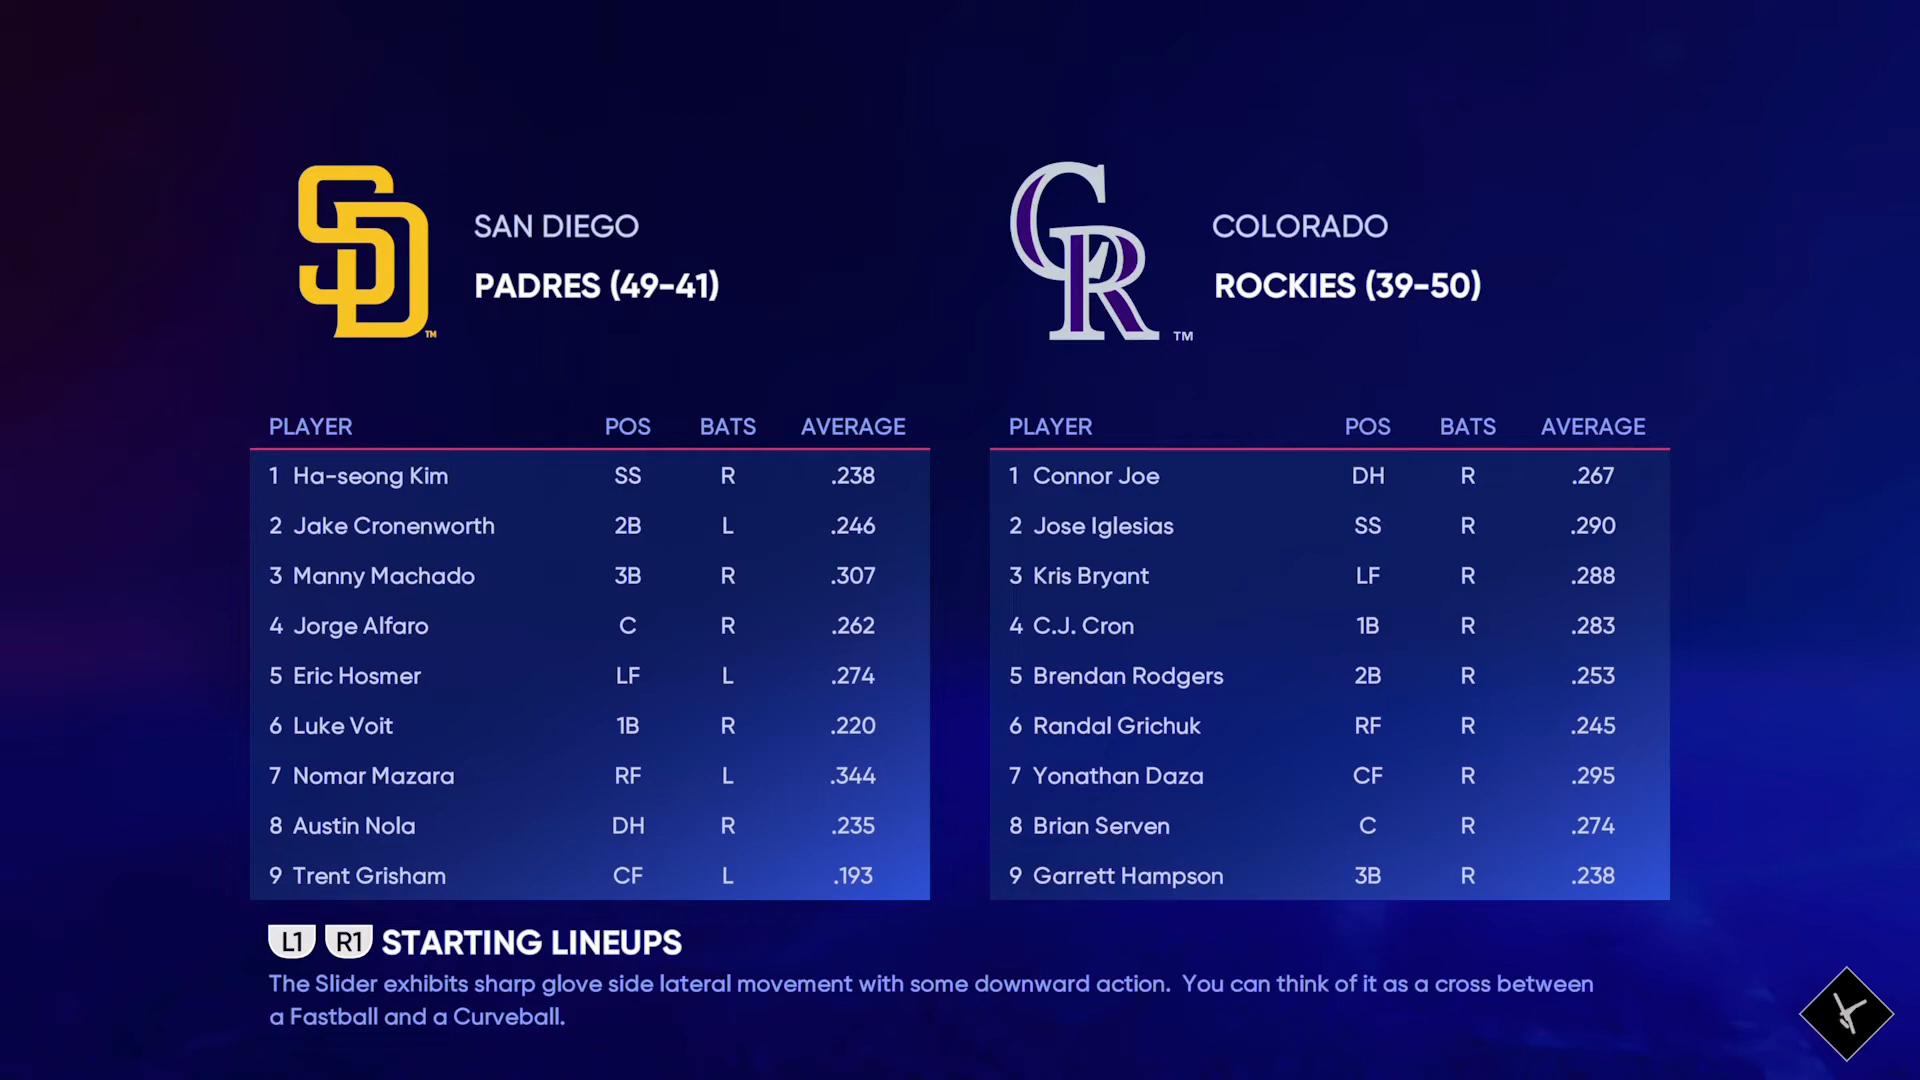 SD
TM
SAN DIEGO
PADRES (49-41)
CR
TM
COLORADO
ROCKIES (39-50)
PLAYER POS BATS AVERAGE
1 Ha-seong Kim SS R .238
2 Jake Cronenworth 2B L .246
3 Manny Machado 3B R .307
4 Jorge Alfaro C R .262
5 Eric Hosmer LF L .274
6 Luke Voit 1B R .220
7 Nomar Mazara RF L .344
8 Austin Nola DH R .235
9 Trent Grisham CF L .193
PLAYER POS BATS AVERAGE
1 Connor Joe DH R .267
2 Jose Iglesias SS R .290
3 Kris Bryant LF R .288
4 C.J. Cron 1B R .283
5 Brendan Rodgers 2B R .253
6 Randal Grichuk RF R .245
7 Yonathan Daza CF R .295
8 Brian Serven C R .274
9 Garrett Hampson 3B R .238
L1 R1 STARTING LINEUPS
The Slider exhibits sharp glove side lateral movement with some downward action. You can think of it as a cross between
a Fastball and a Curveball.